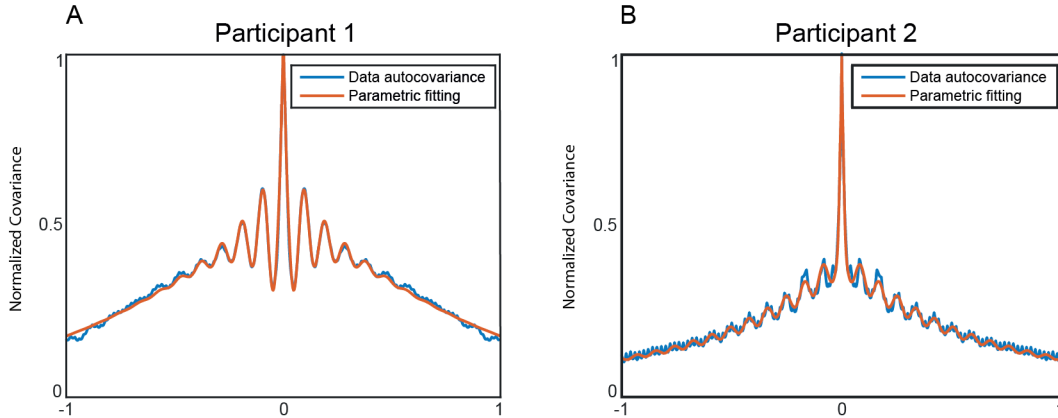 A
Participant 1
Normalized Covariance
1
0.5
0
-1
0
1
Data autocovariance
Parametric fitting
B
Participant 2
Normalized Covariance
1
0.5
0
-1
0
1
Data autocovariance
Parametric fitting